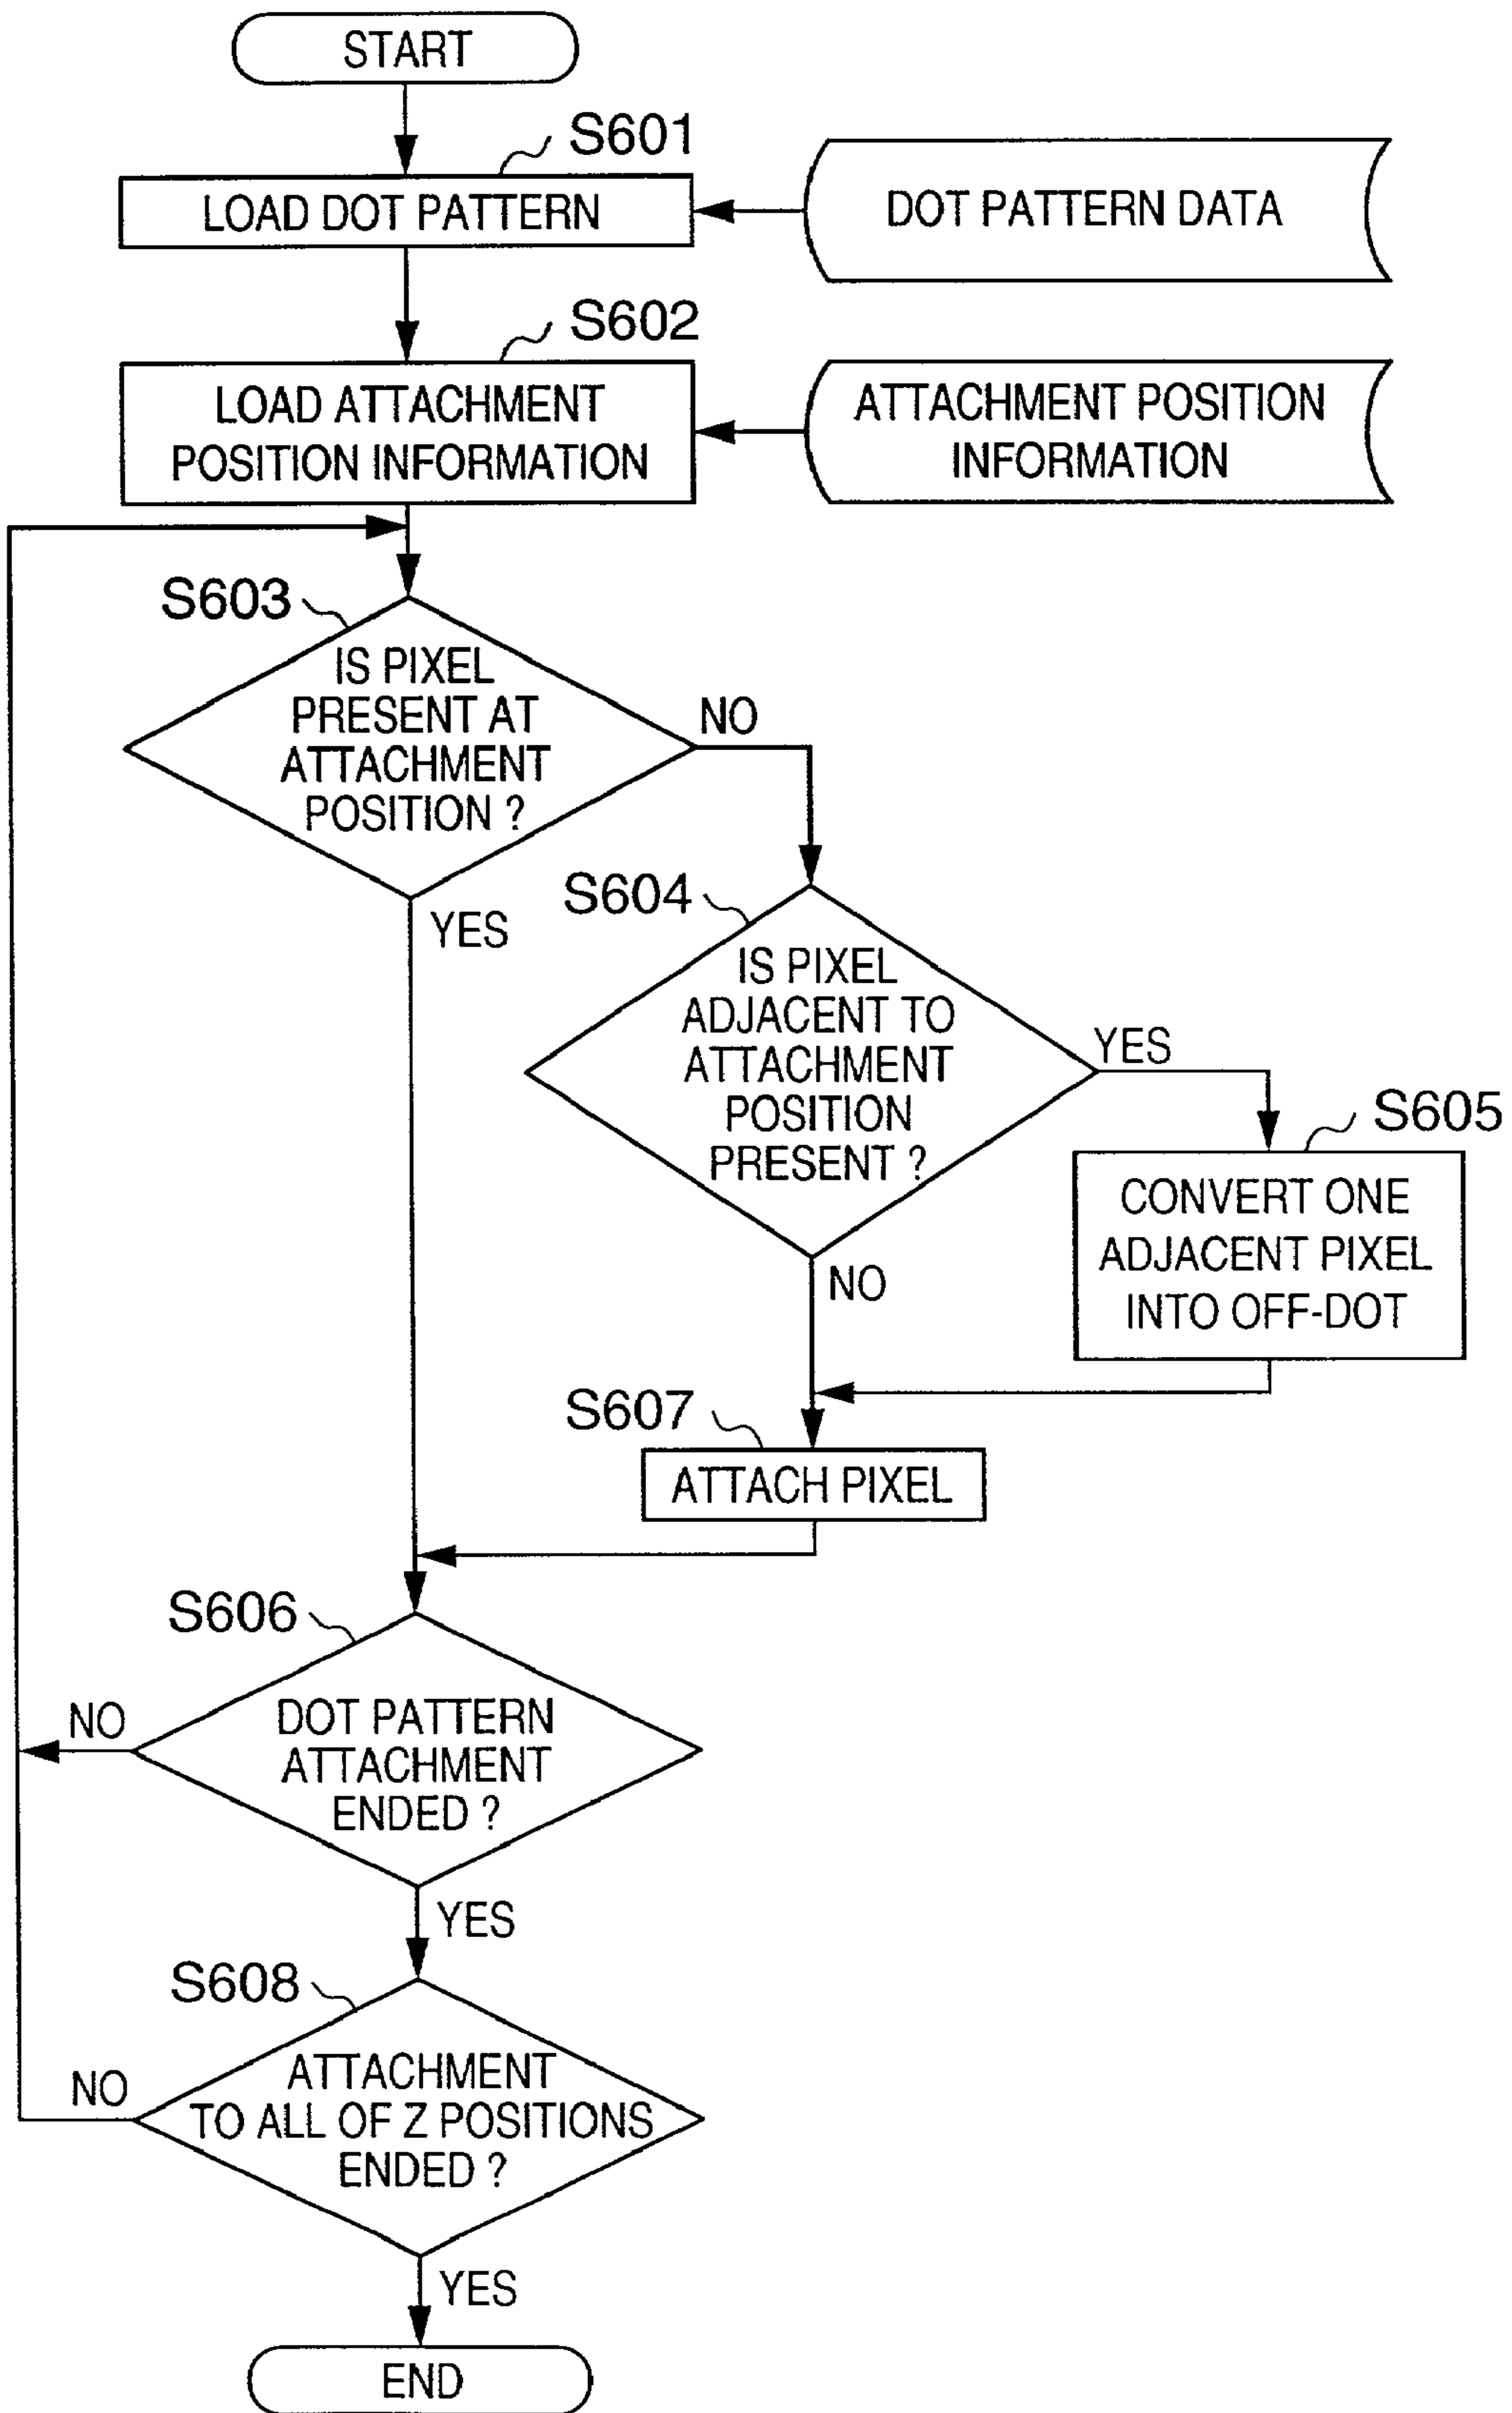 START
S601
LOAD DOT PATTERN
DOT PATTERN DATA
S602
LOAD ATTACHMENT
POSITION INFORMATION
ATTACHMENT POSITION
INFORMATION
S603
IS PIXEL
PRESENT AT
ATTACHMENT
POSITION ?
NO
YES
S604
IS PIXEL
ADJACENT TO
ATTACHMENT
POSITION
PRESENT ?
YES
NO
S605
CONVERT ONE
ADJACENT PIXEL
INTO OFF-DOT
S607
ATTACH PIXEL
S606
DOT PATTERN
ATTACHMENT
ENDED ?
NO
YES
S608
ATTACHMENT
TO ALL OF Z POSITIONS
ENDED ?
NO
YES
END